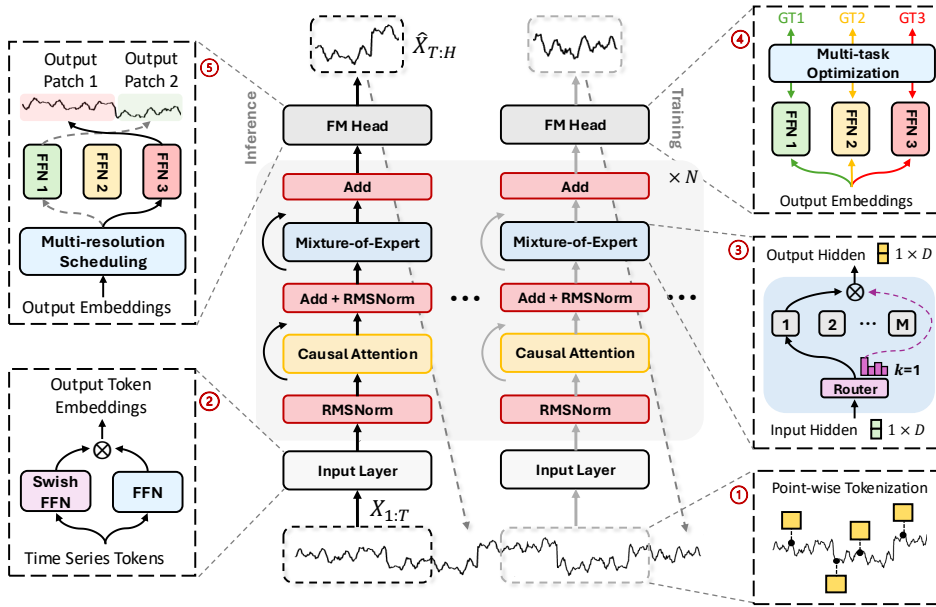 ⑤
Output
Patch 1
Output
Patch 2
FFN 1
FFN 2
FFN 3
Multi-resolution
Scheduling
Output Embeddings
②
Output Token
Embeddings
⊗
Swish
FFN
FFN
Time Series Tokens
X̂_{T:H}
Inference
FM Head
Add
Mixture-of-Expert
Add + RMSNorm
Causal Attention
RMSNorm
Input Layer
X_{1:T}
•••
Training
× N
FM Head
Add
Mixture-of-Expert
Add + RMSNorm
Causal Attention
RMSNorm
Input Layer
•••
④
GT1 GT2 GT3
Multi-task
Optimization
FFN 1
FFN 2
FFN 3
Output Embeddings
③
Output Hidden 1 × D
⊗
1 2 ··· M
k=1
Router
Input Hidden 1 × D
①
Point-wise Tokenization